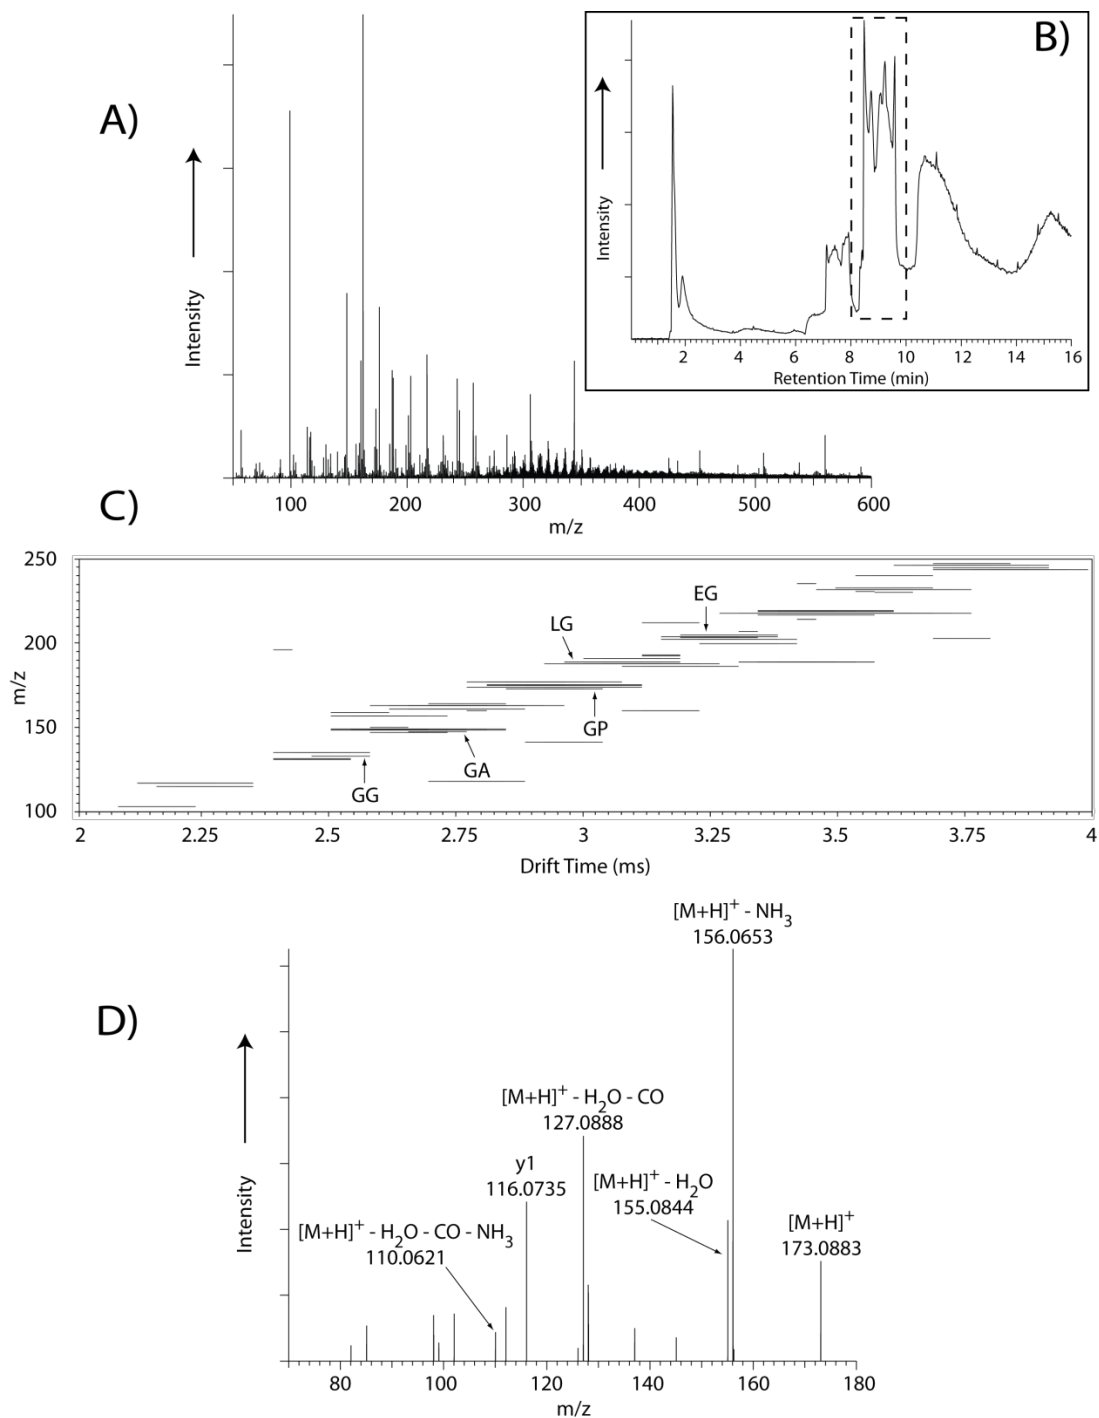 A)
Intensity
100 200 300 400 500 600
m/z
B)
Intensity
2 4 6 8 10 12 14 16
Retention Time (min)
C)
250
200
150
100
m/z
EG
LG
GP
GA
GG
2 2.25 2.5 2.75 3 3.25 3.5 3.75 4
Drift Time (ms)
D)
Intensity
[M+H]⁺ - NH₃
156.0653
[M+H]⁺ - H₂O - CO
127.0888
y1
116.0735
[M+H]⁺ - H₂O
155.0844
[M+H]⁺
173.0883
[M+H]⁺ - H₂O - CO - NH₃
110.0621
80 100 120 140 160 180
m/z